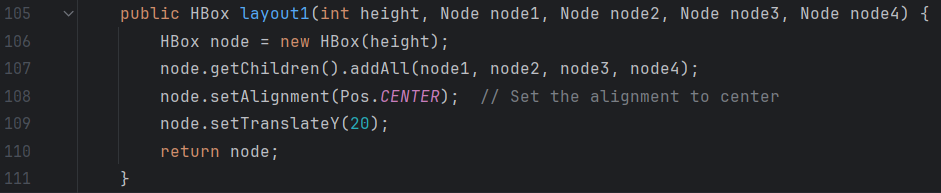 105 public HBox layout1(int height, Node node1, Node node2, Node node3, Node node4) {
106 HBox node = new HBox(height);
107 node.getChildren().addAll(node1, node2, node3, node4);
108 node.setAlignment(Pos.CENTER);  // Set the alignment to center
109 node.setTranslateY(20);
110 return node;
111 }